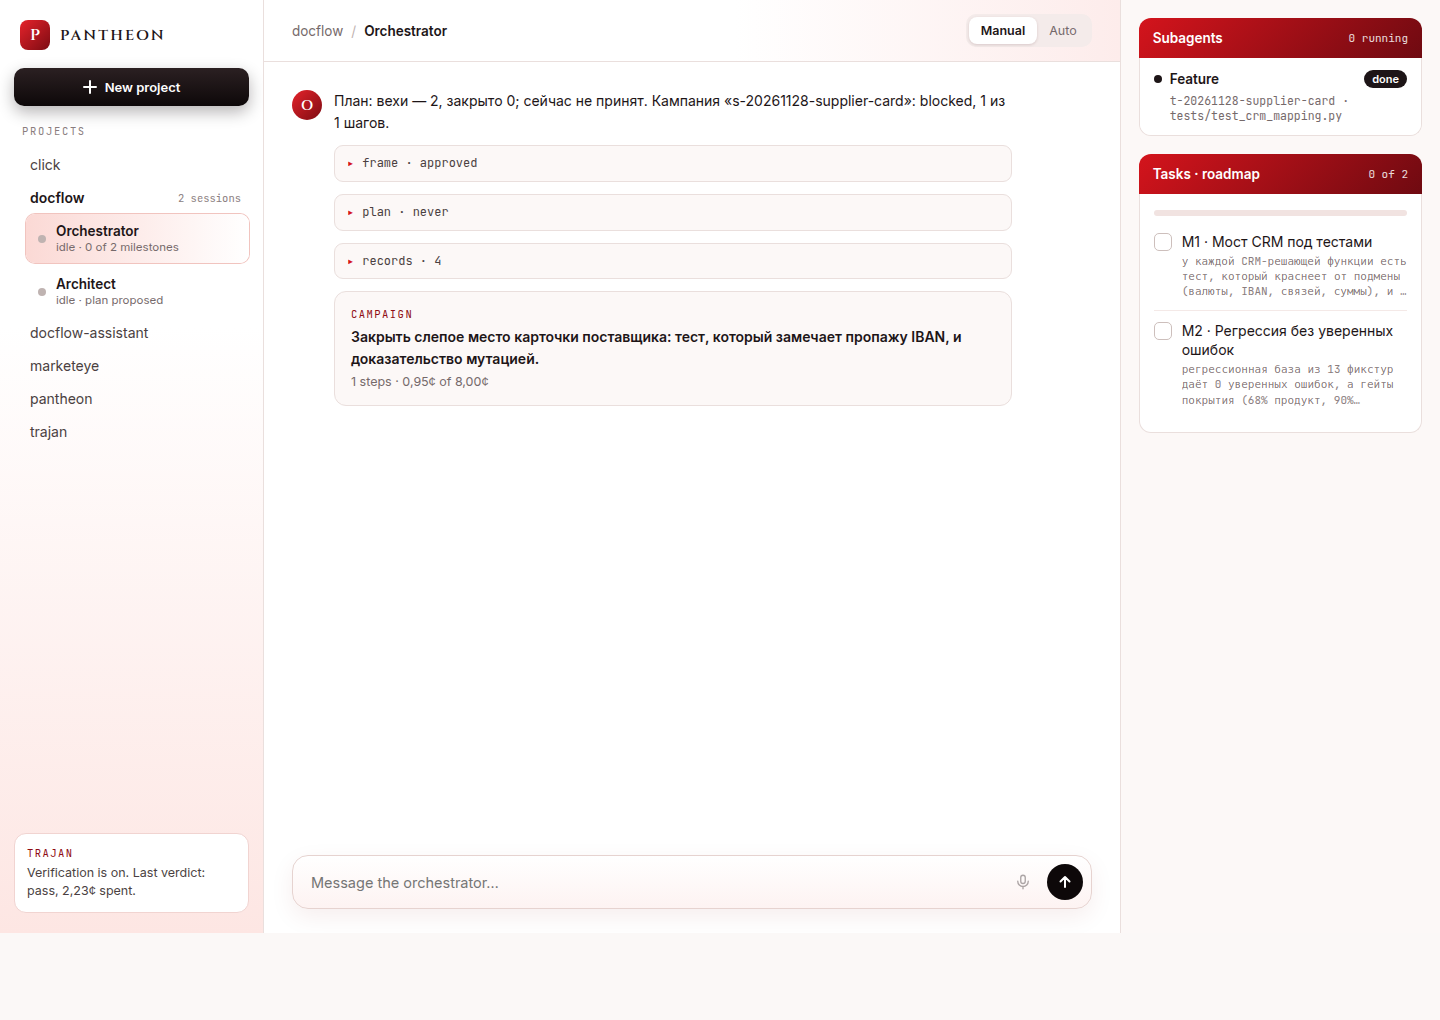 P PANTHEON
New project
PROJECTS
click
docflow 2 sessions
Orchestrator
idle · 0 of 2 milestones
Architect
idle · plan proposed
docflow-assistant
marketeye
pantheon
trajan
TRAJAN
Verification is on. Last verdict:
pass, 2,23¢ spent.
docflow / Orchestrator
Manual Auto
O
План: вехи — 2, закрыто 0; сейчас не принят. Кампания «s-20261128-supplier-card»: blocked, 1 из
1 шагов.
▸ frame · approved
▸ plan · never
▸ records · 4
CAMPAIGN
Закрыть слепое место карточки поставщика: тест, который замечает пропажу IBAN, и
доказательство мутацией.
1 steps · 0,95¢ of 8,00¢
Message the orchestrator...
Subagents 0 running
Feature done
t-20261128-supplier-card ·
tests/test_crm_mapping.py
Tasks · roadmap 0 of 2
M1 · Мост CRM под тестами
у каждой CRM-решающей функции есть
тест, который краснеет от подмены
(валюты, IBAN, связей, суммы), и …
M2 · Регрессия без уверенных
ошибок
регрессионная база из 13 фикстур
даёт 0 уверенных ошибок, а гейты
покрытия (68% продукт, 90%…